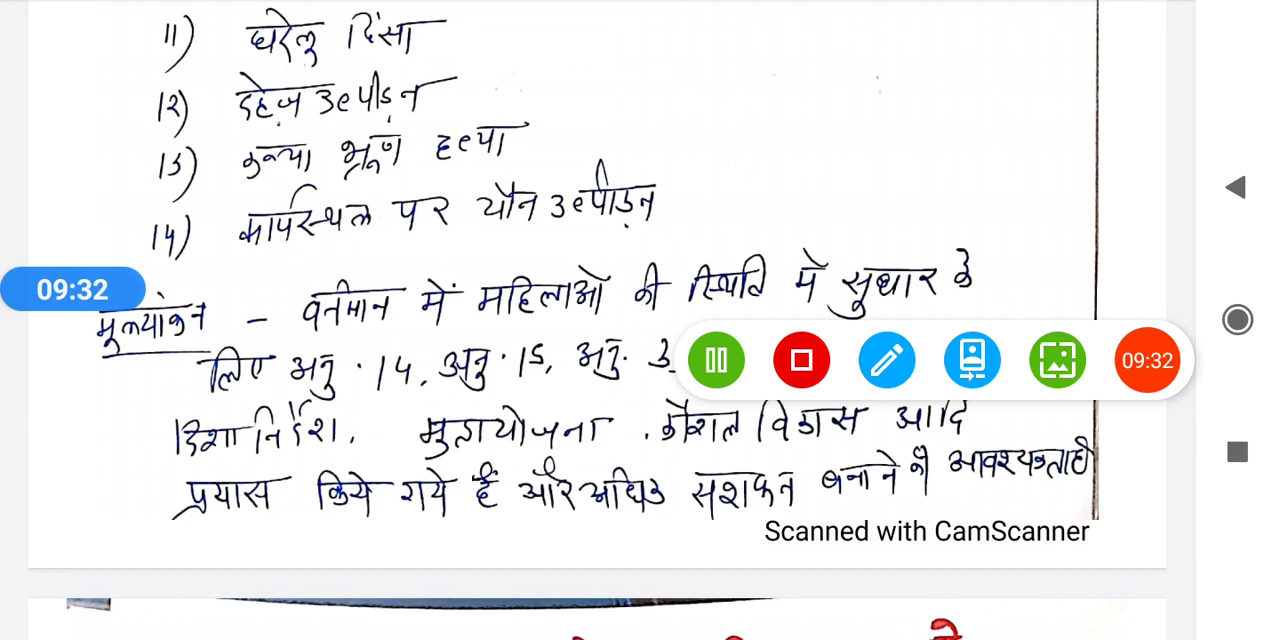 11) घरेलु हिंसा
12) दहेज उत्पीड़न
13) कन्या भ्रूण हत्या
14) कार्यस्थल पर यौन उत्पीड़न
09:32
मूल्यांकन – वर्तमान में महिलाओं की स्थिति में सुधार के
लिए अनु. 14, अनु. 15, अनु.
09:32
दिशा निर्देश, मुद्रा योजना, कौशल विकास आदि
प्रयास किये गये हैं और अधिक सशक्त बनाने की आवश्यकता है
Scanned with CamScanner